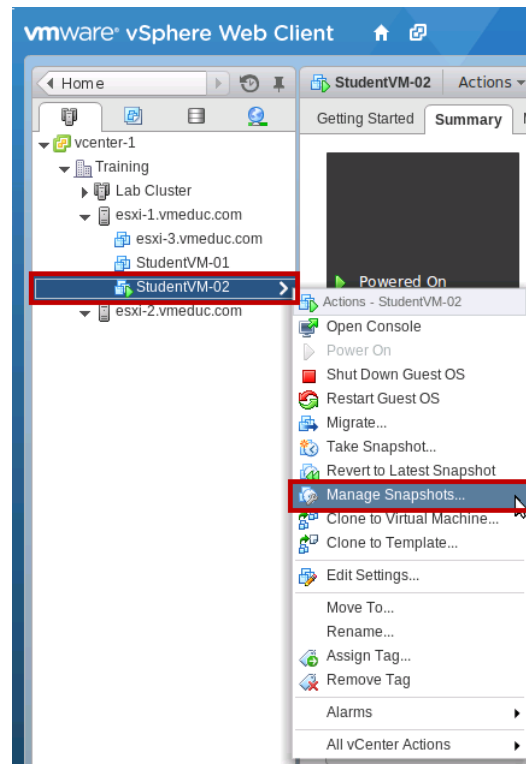 vmware® vSphere Web Client
Home
StudentVM-02 Actions
Getting Started Summary
vcenter-1
Training
Lab Cluster
esxi-1.vmeduc.com
esxi-3.vmeduc.com
StudentVM-01
StudentVM-02
esxi-2.vmeduc.com
Powered On
Actions - StudentVM-02
Open Console
Power On
Shut Down Guest OS
Restart Guest OS
Migrate...
Take Snapshot...
Revert to Latest Snapshot
Manage Snapshots...
Clone to Virtual Machine...
Clone to Template...
Edit Settings...
Move To...
Rename...
Assign Tag...
Remove Tag
Alarms
All vCenter Actions